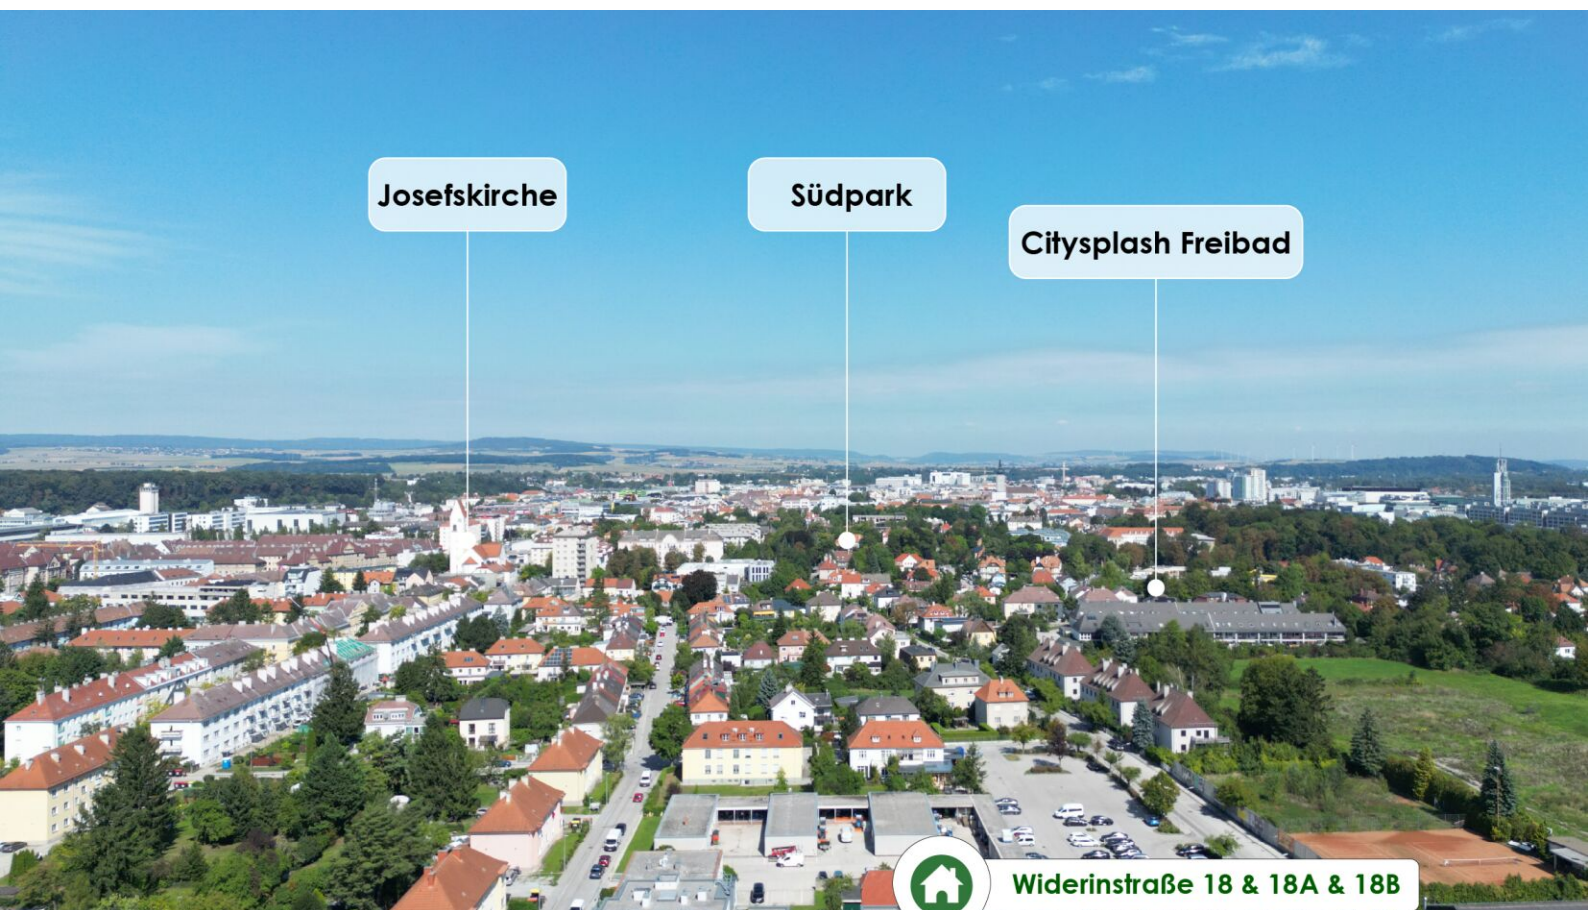 Josefskirche
Südpark
Citysplash Freibad
Widerinstraße 18 & 18A & 18B